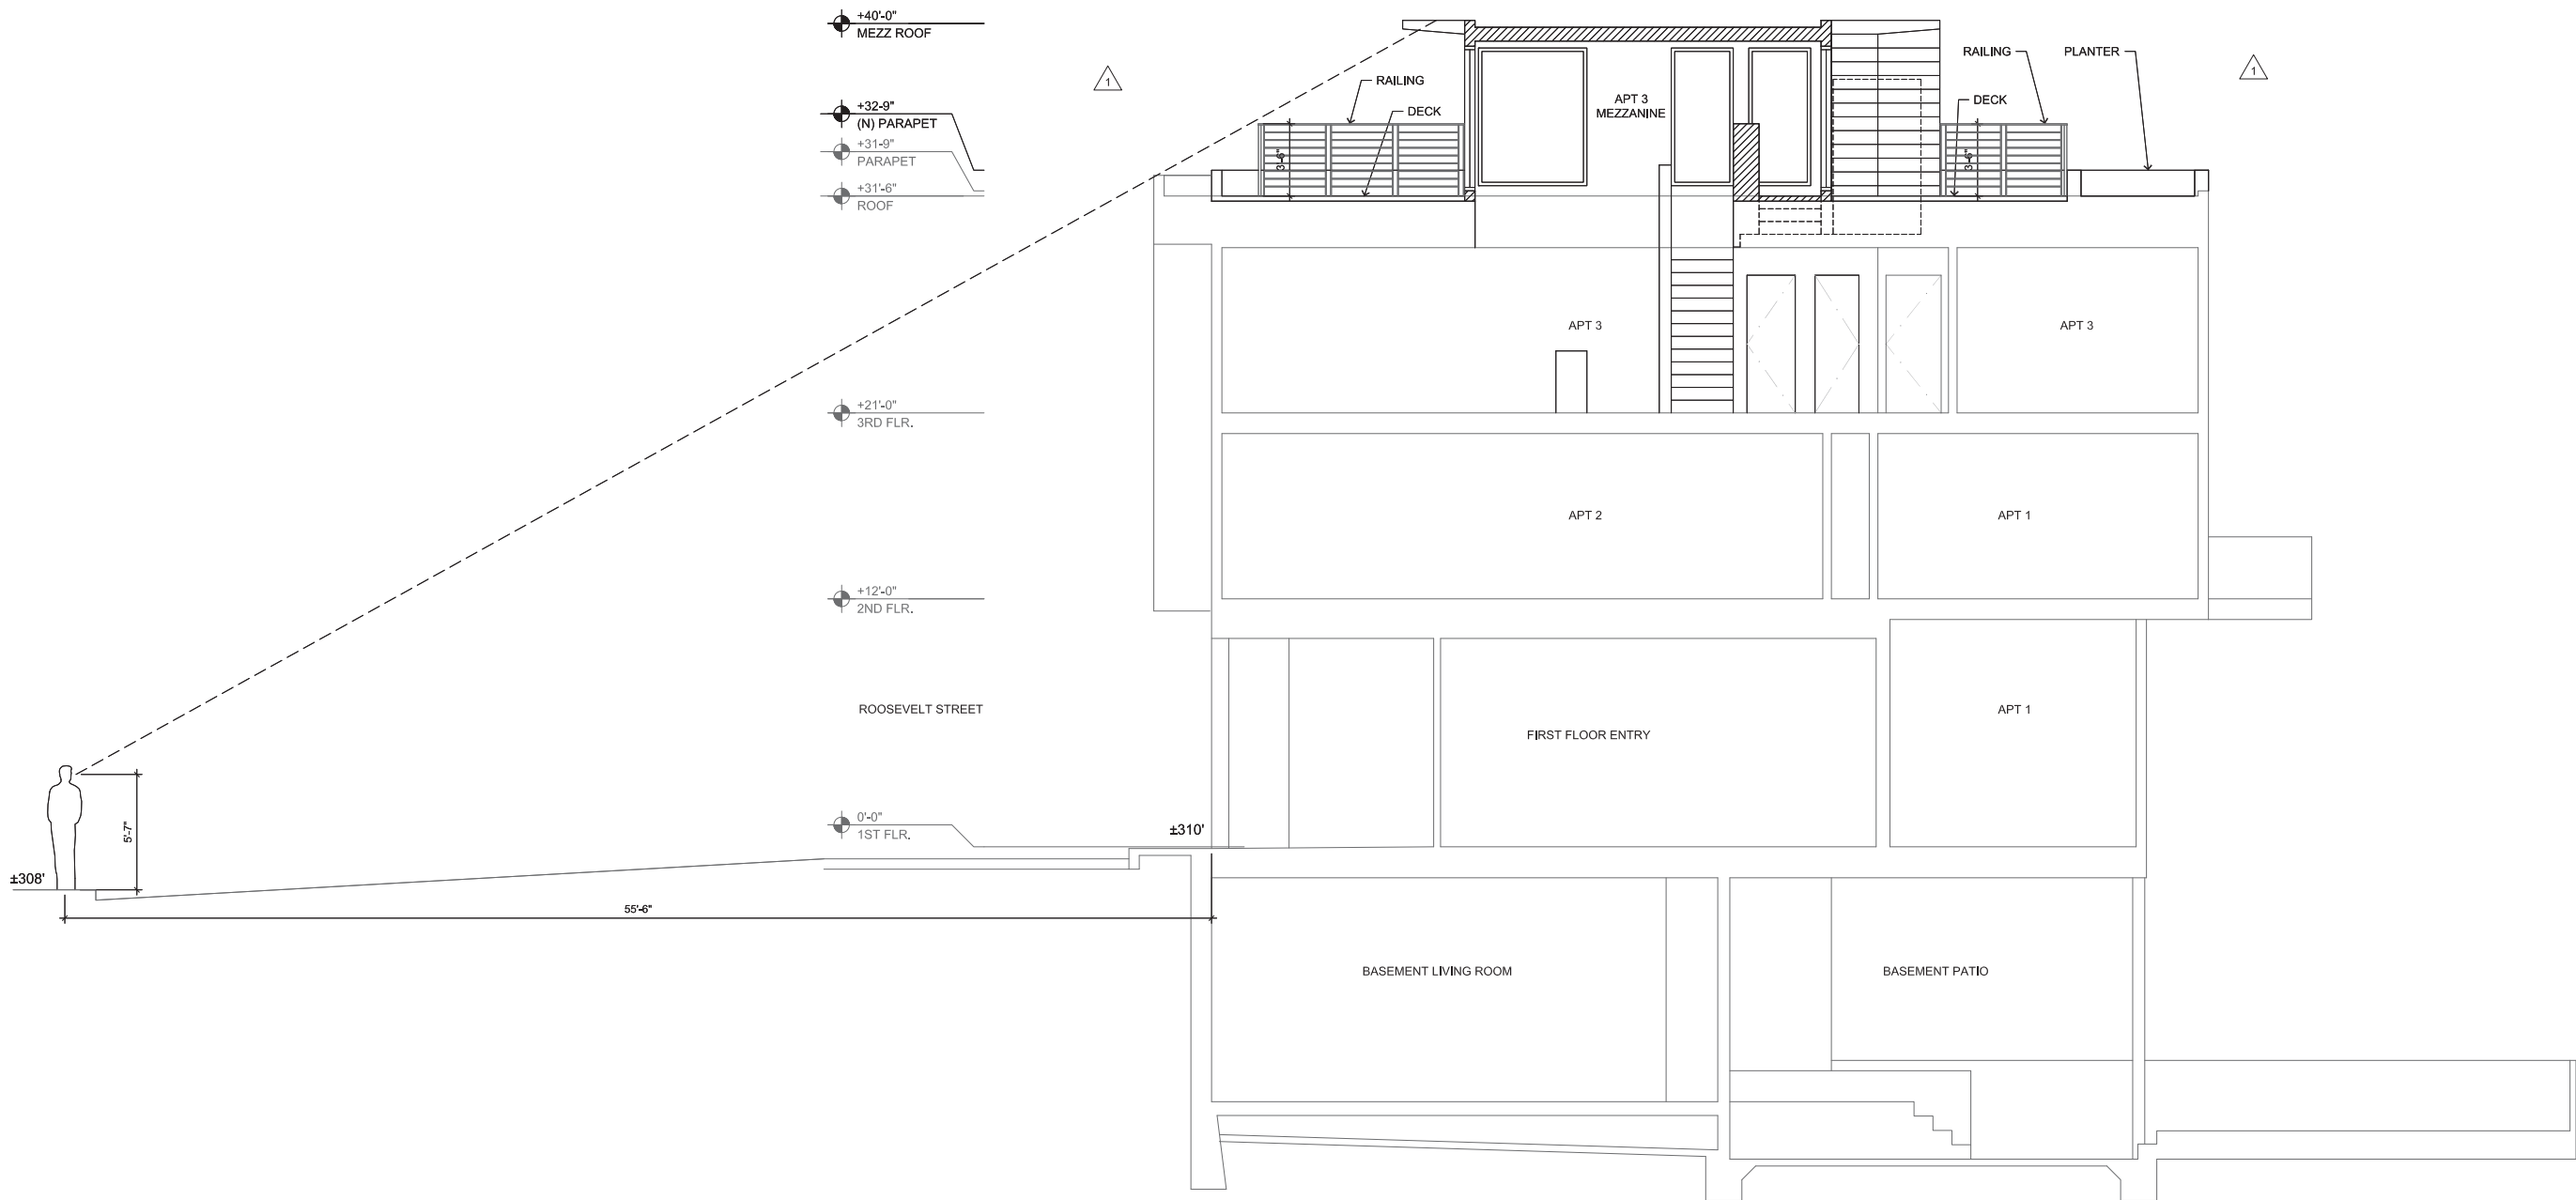 +40'-0"
MEZZ ROOF
+32-9"
(N) PARAPET
+31-9"
PARAPET
+31'-6"
ROOF
+21'-0"
3RD FLR.
+12'-0"
2ND FLR.
0'-0"
1ST FLR.
1
RAILING
DECK
3'-6"
APT 3
MEZZANINE
RAILING
PLANTER
DECK
3'-6"
1
APT 3
APT 3
APT 2
APT 1
ROOSEVELT STREET
FIRST FLOOR ENTRY
APT 1
±310'
5'-7"
±308'
55'-6"
BASEMENT LIVING ROOM
BASEMENT PATIO